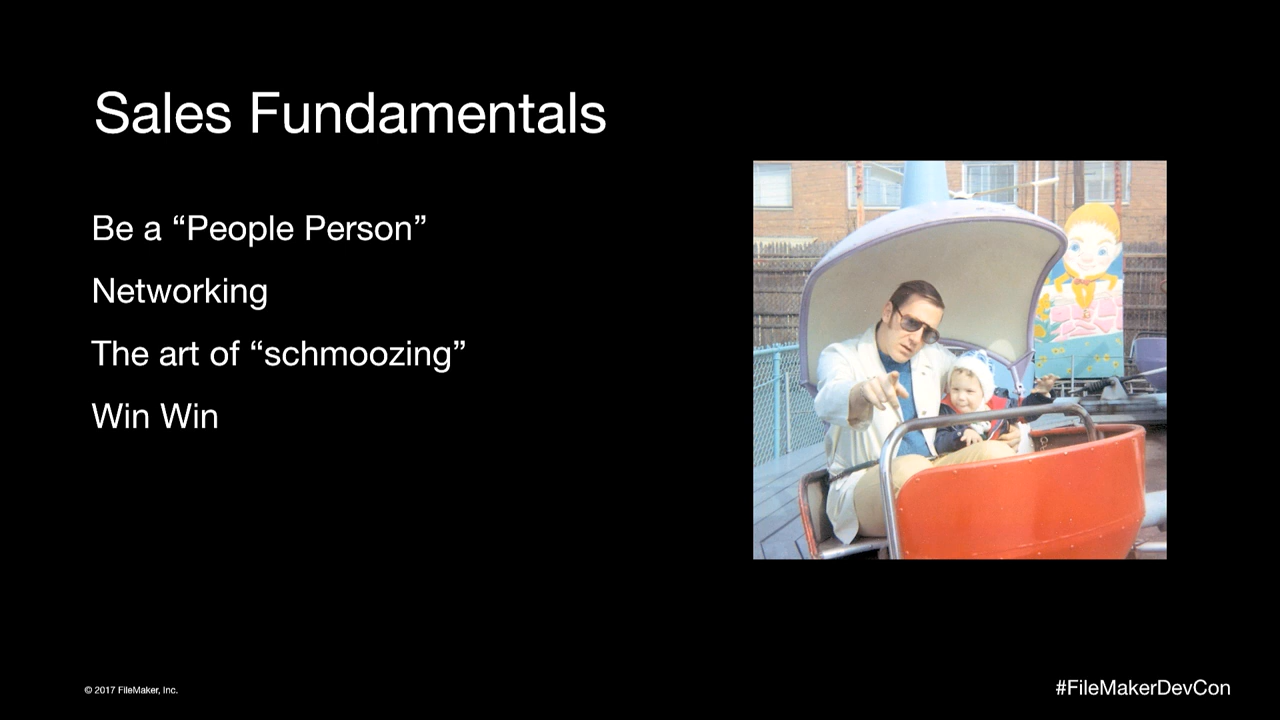 Sales Fundamentals
Be a “People Person”
Networking
The art of “schmoozing”
Win Win
© 2017 FileMaker, Inc.
#FileMakerDevCon